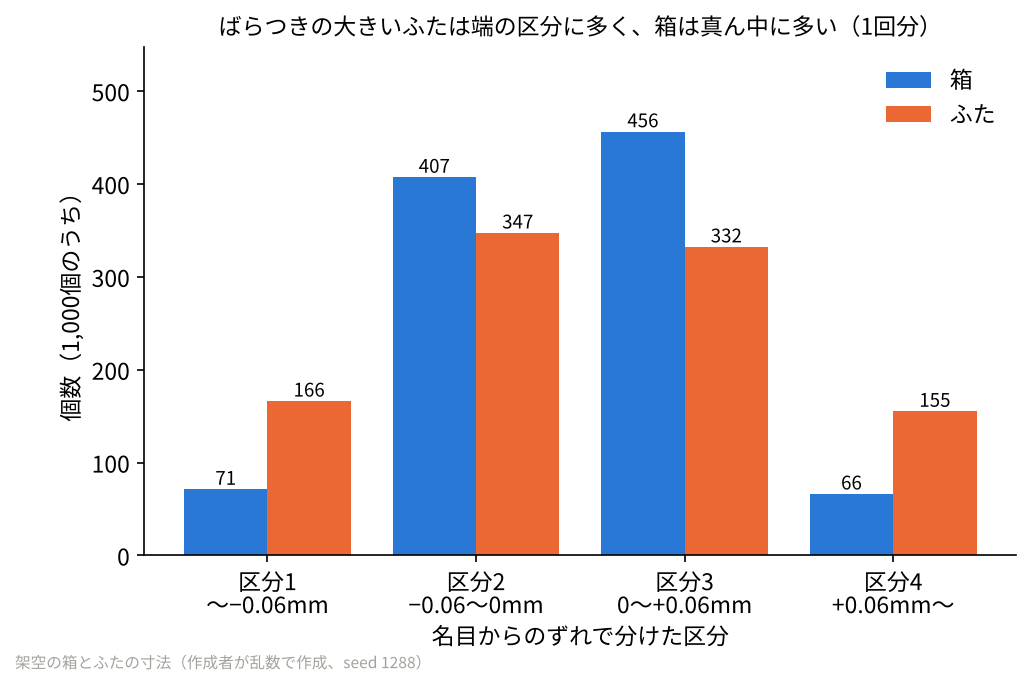 ばらつきの大きいふたは端の区分に多く、箱は真ん中に多い（1回分）
箱
ふた
個数（1,000個のうち）
500
400
300
200
100
0
71
166
407
347
456
332
66
155
区分1
～−0.06mm
区分2
−0.06～0mm
区分3
0～+0.06mm
区分4
+0.06mm～
名目からのずれで分けた区分
架空の箱とふたの寸法（作成者が乱数で作成、seed 1288）